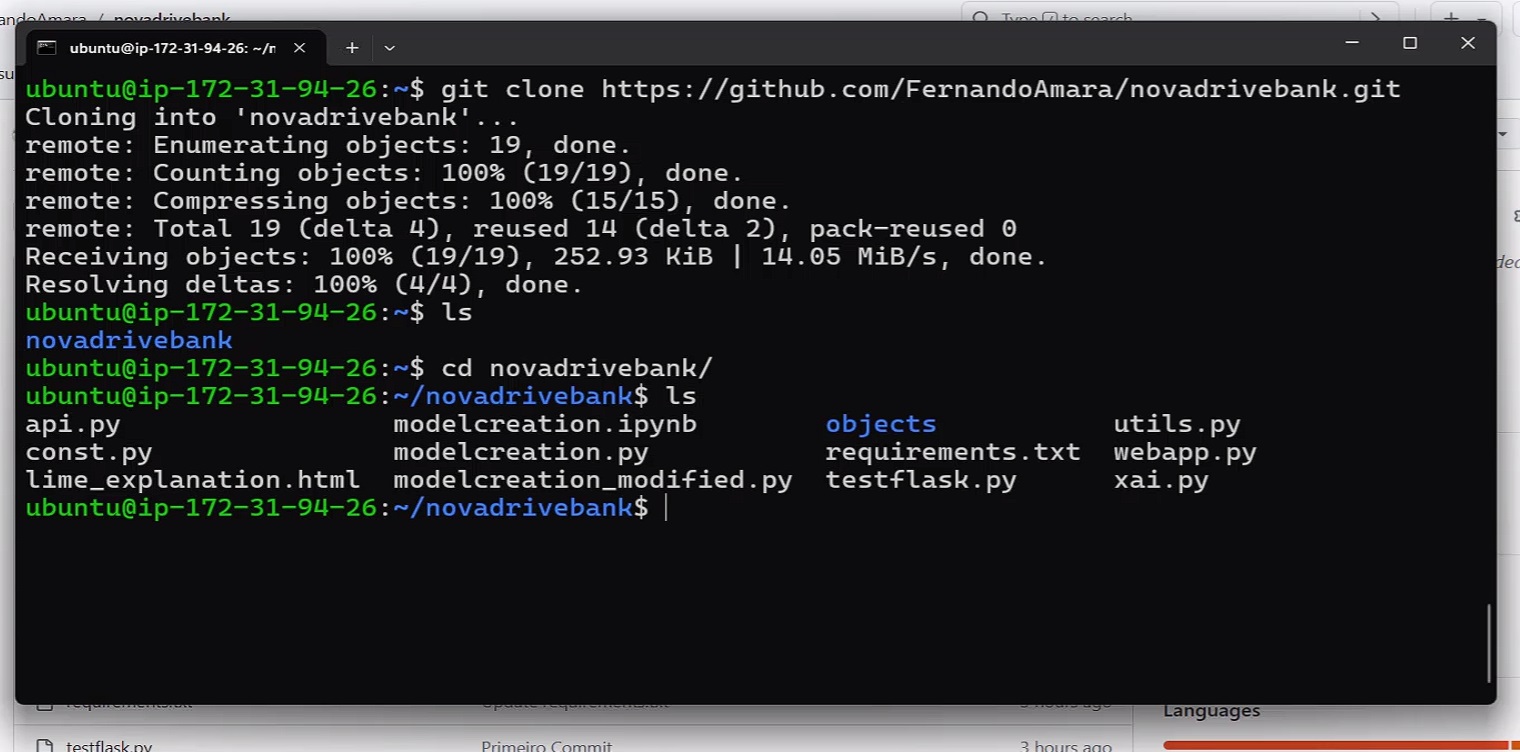 novadrivebank
Type / to search
ubuntu@ip-172-31-94-26: ~/n
ubuntu@ip-172-31-94-26:~$ git clone https://github.com/FernandoAmara/novadrivebank.git
Cloning into 'novadrivebank'...
remote: Enumerating objects: 19, done.
remote: Counting objects: 100% (19/19), done.
remote: Compressing objects: 100% (15/15), done.
remote: Total 19 (delta 4), reused 14 (delta 2), pack-reused 0
Receiving objects: 100% (19/19), 252.93 KiB | 14.05 MiB/s, done.
Resolving deltas: 100% (4/4), done.
ubuntu@ip-172-31-94-26:~$ ls
novadrivebank
ubuntu@ip-172-31-94-26:~$ cd novadrivebank/
ubuntu@ip-172-31-94-26:~/novadrivebank$ ls
api.py modelcreation.ipynb objects utils.py
const.py modelcreation.py requirements.txt webapp.py
lime_explanation.html modelcreation_modified.py testflask.py xai.py
ubuntu@ip-172-31-94-26:~/novadrivebank$
requirements.txt Update requirements.txt 3 hours ago
Languages
testflask.py Primeiro Commit 3 hours ago